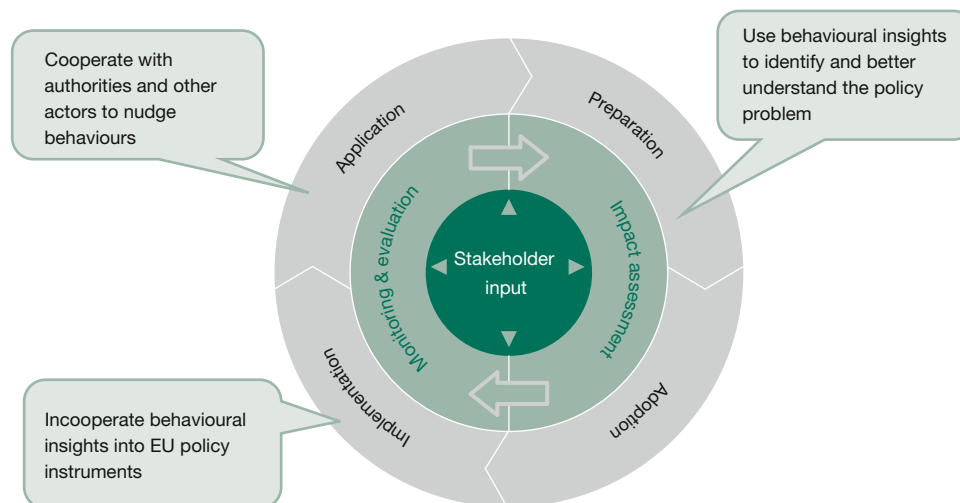 Cooperate with
authorities and other
actors to nudge
behaviours
Use behavioural insights
to identify and better
understand the policy
problem
Application
Preparation
Monitoring & evaluation
Impact assessment
Stakeholder
input
Implementation
Adoption
Incooperate behavioural
insights into EU policy
instruments